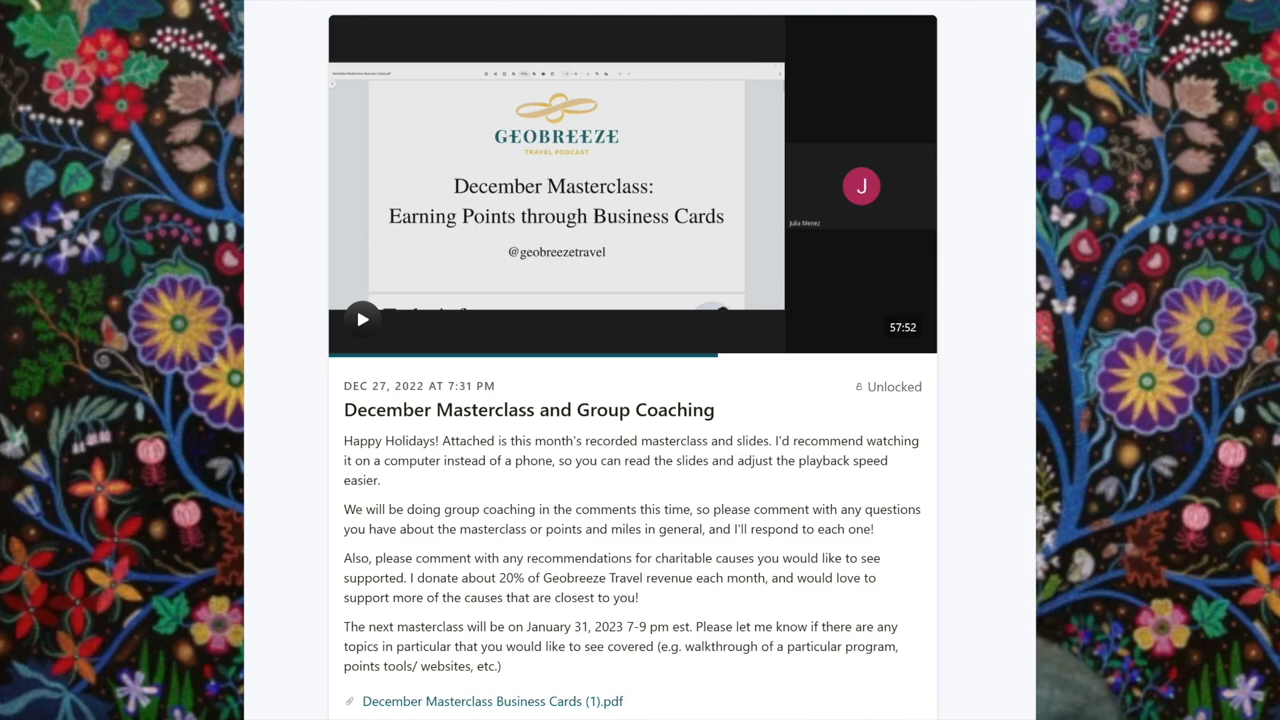 GEOBREEZE
TRAVEL PODCAST
December Masterclass:
Earning Points through Business Cards
@geobreezetravel
J
Julia Menez
57:52
DEC 27, 2022 AT 7:31 PM
Unlocked
December Masterclass and Group Coaching
Happy Holidays! Attached is this month's recorded masterclass and slides. I'd recommend watching
it on a computer instead of a phone, so you can read the slides and adjust the playback speed
easier.
We will be doing group coaching in the comments this time, so please comment with any questions
you have about the masterclass or points and miles in general, and I'll respond to each one!
Also, please comment with any recommendations for charitable causes you would like to see
supported. I donate about 20% of Geobreeze Travel revenue each month, and would love to
support more of the causes that are closest to you!
The next masterclass will be on January 31, 2023 7-9 pm est. Please let me know if there are any
topics in particular that you would like to see covered (e.g. walkthrough of a particular program,
points tools/ websites, etc.)
December Masterclass Business Cards (1).pdf